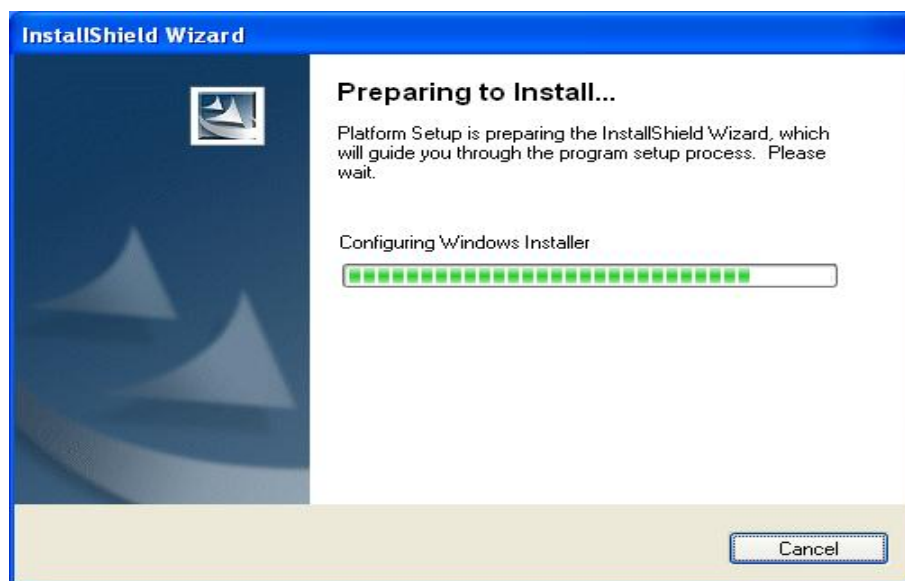 InstallShield Wizard
Preparing to Install...
Platform Setup is preparing the InstallShield Wizard, which
will guide you through the program setup process.  Please
wait.
Configuring Windows Installer
Cancel